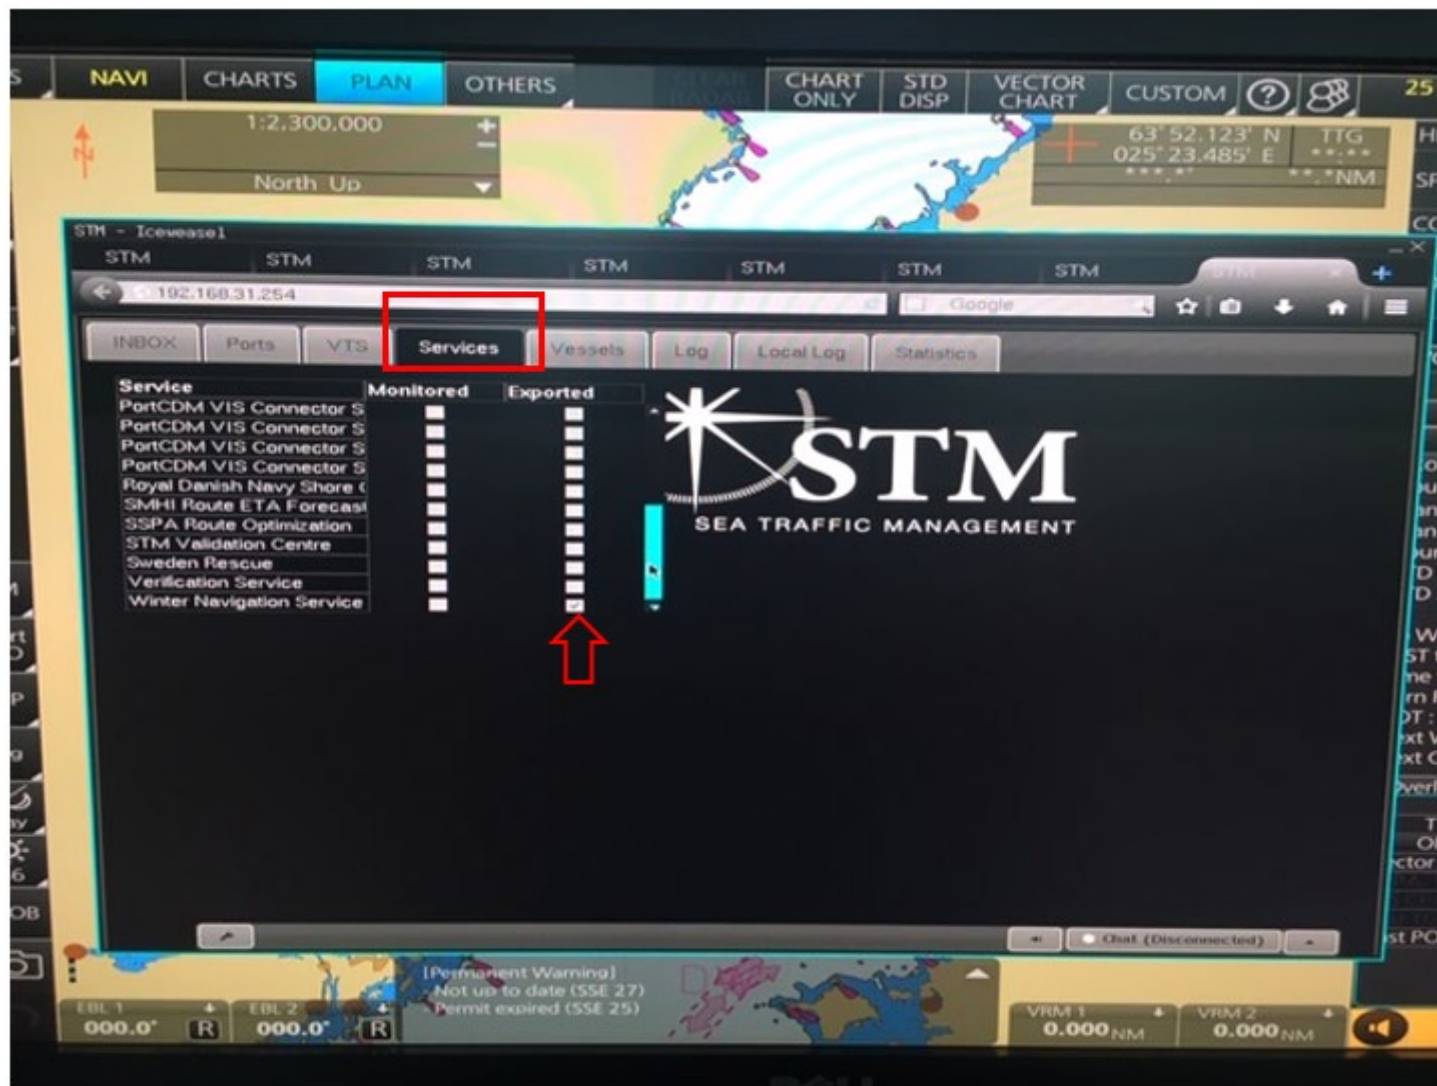 NAVI CHARTS PLAN OTHERS CLEAR RADAR CHART ONLY STD DISP VECTOR CHART CUSTOM ? 25
1:2,300,000 +
−
North Up
N
63° 52.123' N TTG
025° 23.485' E **:**
***.*° **.*NM
STM - Iceweasel
STM STM STM STM STM STM STM STM
192.168.31.254 Google
INBOX Ports VTS Services Vessels Log Local Log Statistics
Service Monitored Exported
PortCDM VIS Connector S
PortCDM VIS Connector S
PortCDM VIS Connector S
PortCDM VIS Connector S
Royal Danish Navy Shore
SMHI Route ETA Forecast
SSPA Route Optimization
STM Validation Centre
Sweden Rescue
Verification Service
Winter Navigation Service
STM
SEA TRAFFIC MANAGEMENT
Chat (Disconnected)
[Permanent Warning]
- Not up to date (SSE 27)
- Permit expired (SSE 25)
EBL 1 EBL 2 VRM 1 VRM 2
000.0° R 000.0° R 0.000 NM 0.000 NM